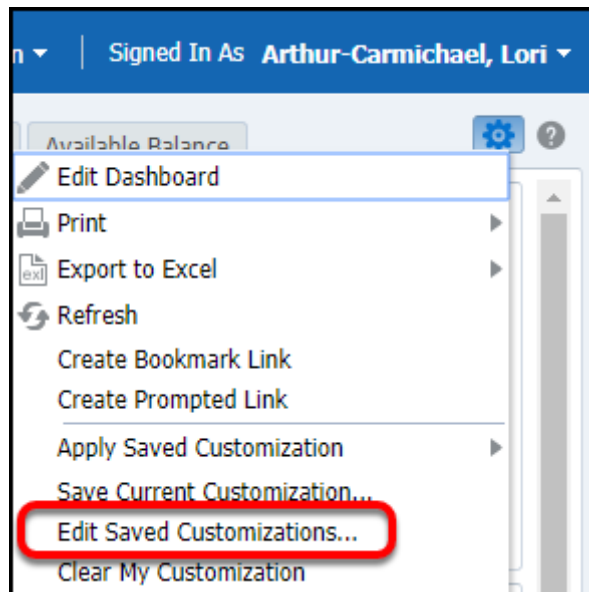 n
Signed In As Arthur-Carmichael, Lori
Available Balance
Edit Dashboard
Print
exl Export to Excel
Refresh
Create Bookmark Link
Create Prompted Link
Apply Saved Customization
Save Current Customization...
Edit Saved Customizations...
Clear My Customization